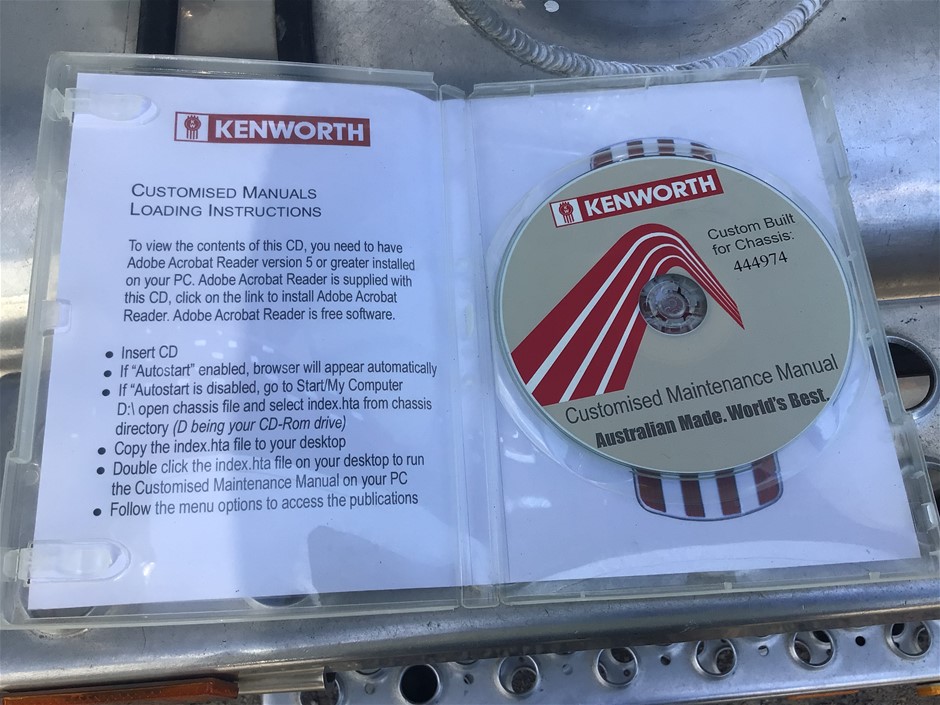 KENWORTH
CUSTOMISED MANUALS
LOADING INSTRUCTIONS
To view the contents of this CD, you need to have
Adobe Acrobat Reader version 5 or greater installed
on your PC. Adobe Acrobat Reader is supplied with
this CD, click on the link to install Adobe Acrobat
Reader. Adobe Acrobat Reader is free software.
● Insert CD
● If “Autostart” enabled, browser will appear automatically
● If “Autostart is disabled, go to Start/My Computer
D:\ open chassis file and select index.hta from chassis
directory (D being your CD-Rom drive)
● Copy the index.hta file to your desktop
● Double click the index.hta file on your desktop to run
the Customised Maintenance Manual on your PC
● Follow the menu options to access the publications
KENWORTH
Custom Built
for Chassis:
444974
Customised Maintenance Manual
Australian Made. World's Best.